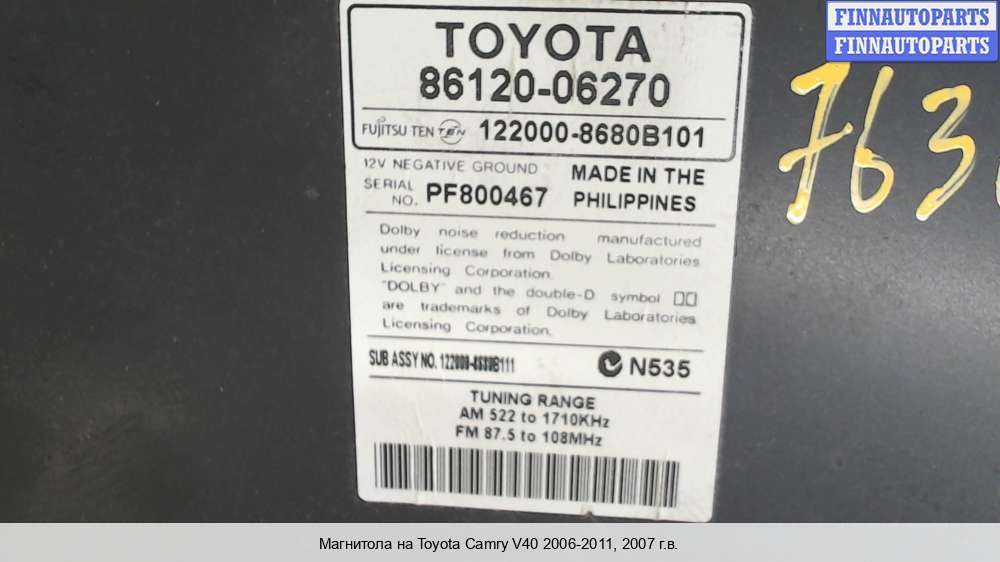 FINNAUTOPARTS
FINNAUTOPARTS
TOYOTA
86120-06270
FUJITSU TEN TEN 122000-8680B101
12V NEGATIVE GROUND
SERIAL NO. PF800467
MADE IN THE
PHILIPPINES
Dolby noise reduction manufactured
under license from Dolby Laboratories
Licensing Corporation.
"DOLBY" and the double-D symbol
are trademarks of Dolby Laboratories
Licensing Corporation.
SUB ASSY NO. N535
TUNING RANGE
AM 522 to 1710KHz
FM 87.5 to 108MHz
Магнитола на Toyota Camry V40 2006-2011, 2007 г.в.